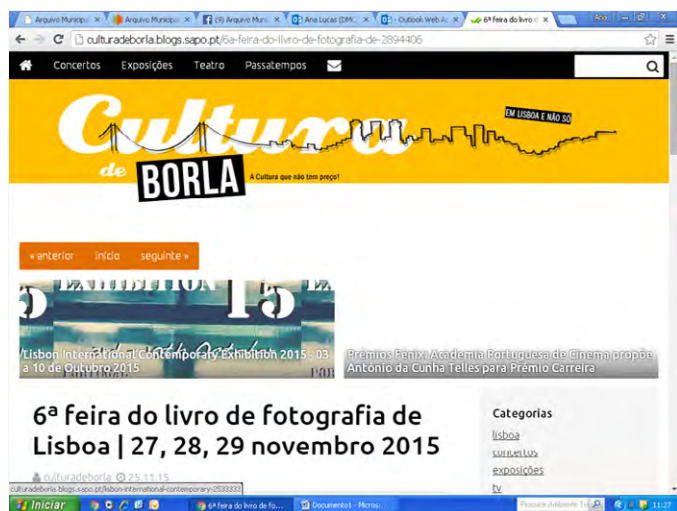 Arquivo Municip
Arquivo Municip
(9) Arquivo Muni
Ana Lucas (DMC
- Outlook Web A
6ª feira do livro d
Ana
culturadeborla.blogs.sapo.pt/6a-feira-do-livro-de-fotografia-de-2894406
Concertos Exposições Teatro Passatempos
Cultura
de BORLA
A Cultura que não tem preço!
EM LISBOA E NÃO SÓ
« anterior início seguinte »
EXHIBITION 15
Lisbon International Contemporary Exhibition 2015 - 03
a 10 de Outubro 2015
Prémios Fénix: Academia Portuguesa de Cinema propõe
António da Cunha Telles para Prémio Carreira
6ª feira do livro de fotografia de
Lisboa | 27, 28, 29 novembro 2015
culturadeborla 25.11.15
Categorias
lisboa
concertos
exposições
tv
culturadeborla.blogs.sapo.pt/lisbon-international-contemporary-2533333
Iniciar
6ª feira do livro de fo...
Documento1 - Micros...
11:27